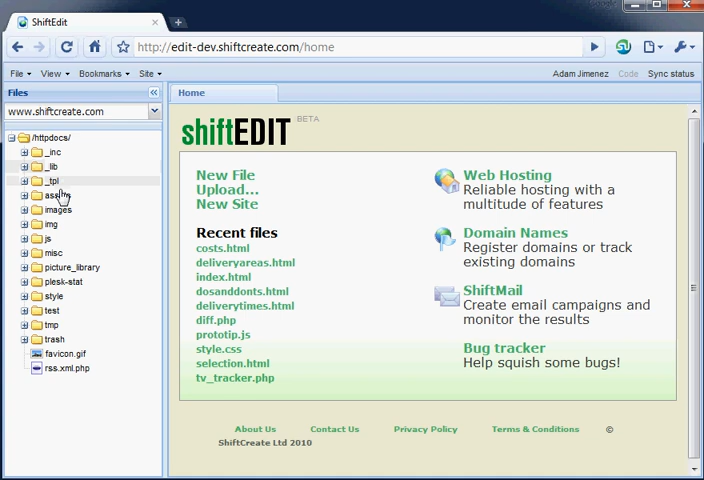 ShiftEdit
http://edit-dev.shiftcreate.com/home
File View Bookmarks Site Adam Jimenez Code Sync status
Files
Home
www.shiftcreate.com
/httpdocs/
_inc
_lib
_tpl
images
img
js
misc
picture_library
plesk-stat
style
test
tmp
trash
favicon.gif
rss.xml.php
shiftEDIT BETA
New File
Upload...
New Site
Recent files
costs.html
deliveryareas.html
index.html
dosanddonts.html
deliverytimes.html
diff.php
prototip.js
style.css
selection.html
tv_tracker.php
Web Hosting
Reliable hosting with a
multitude of features
Domain Names
Register domains or track
existing domains
ShiftMail
Create email campaigns and
monitor the results
Bug tracker
Help squish some bugs!
About Us Contact Us Privacy Policy Terms & Conditions ©
ShiftCreate Ltd 2010